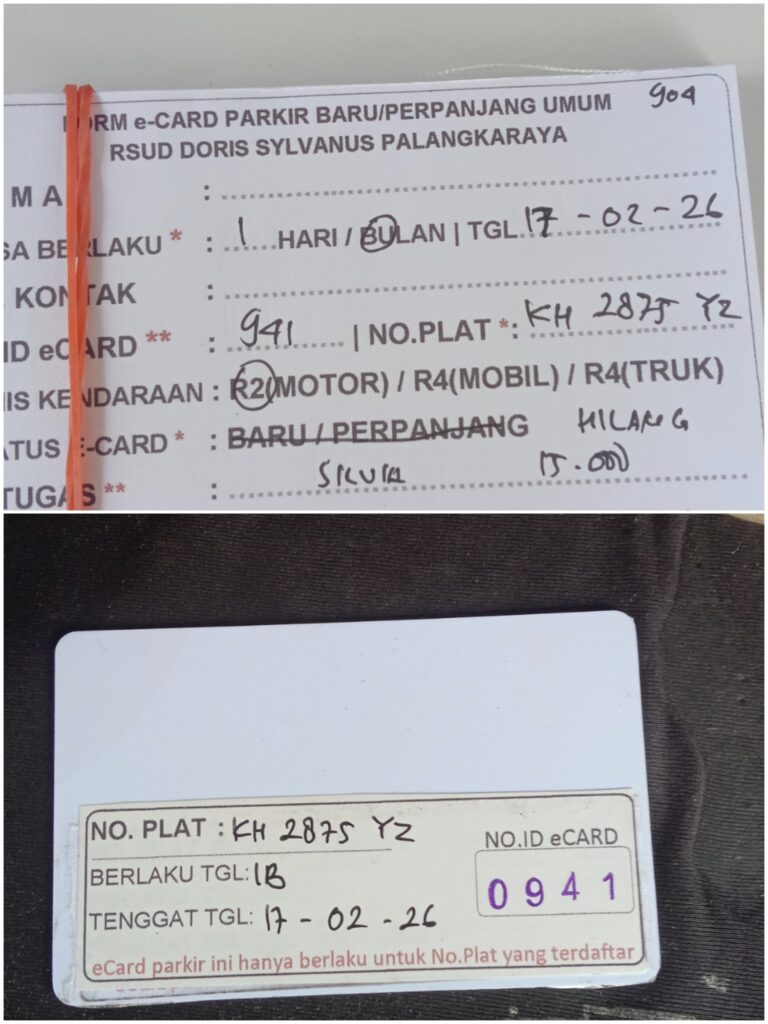 904
FORM e-CARD PARKIR BARU/PERPANJANG UMUM
RSUD DORIS SYLVANUS PALANGKARAYA
MA :
SA BERLAKU * : 1 HARI / BULAN | TGL 17 - 02 - 26
KONTAK :
ID eCARD ** : 941 | NO.PLAT *: KH 2875 YZ
IS KENDARAAN : R2(MOTOR) / R4(MOBIL) / R4(TRUK)
ATUS E-CARD * : BARU / PERPANJANG HILANG
TUGAS ** : 15.000
NO. PLAT : KH 2875 YZ
NO.ID eCARD
BERLAKU TGL: 1B
0941
TENGGAT TGL: 17 - 02 - 26
eCard parkir ini hanya berlaku untuk No.Plat yang terdaftar